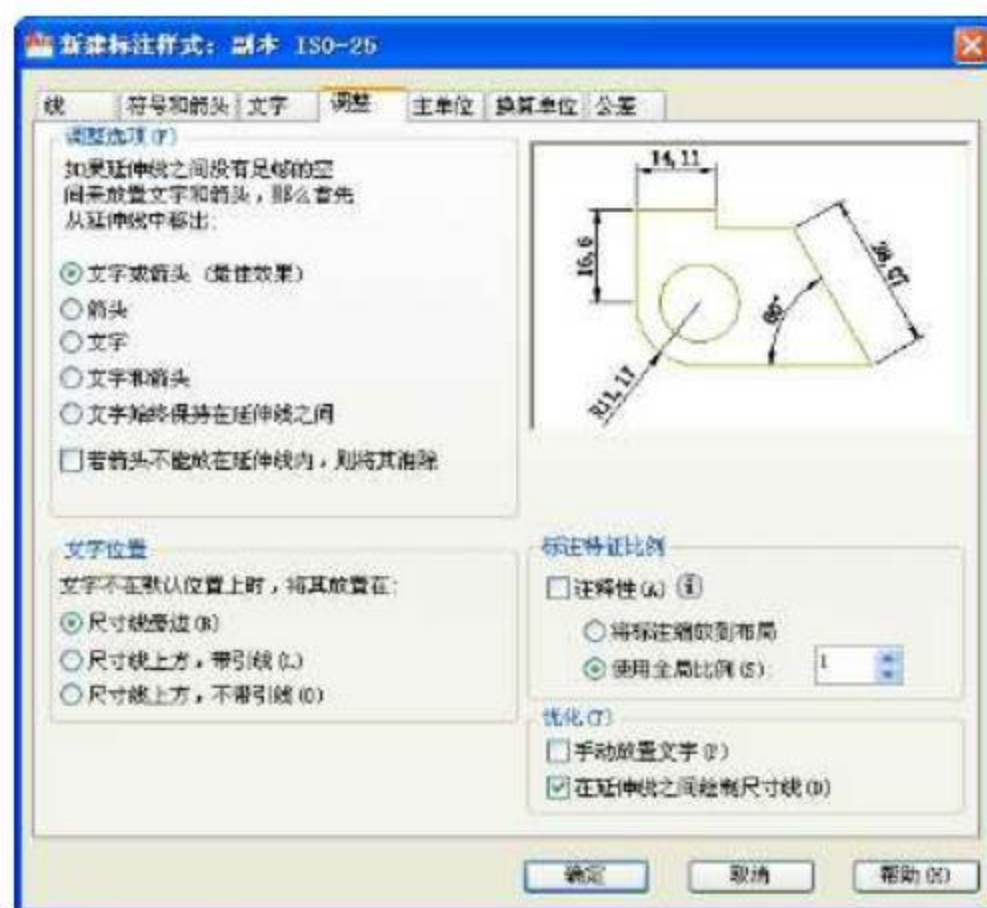 新建标注样式：副本 ISO-25
线 符号和箭头 文字 调整 主单位 换算单位 公差
调整选项(F)
如果延伸线之间没有足够的空
间来放置文字和箭头，那么首先
从延伸线中移出：
文字或箭头（最佳效果）
箭头
文字
文字和箭头
文字始终保持在延伸线之间
若箭头不能放在延伸线内，则将其消除
14,11
16,6
38,07
60°
R11,17
文字位置
文字不在默认位置上时，将其放置在：
尺寸线旁边(B)
尺寸线上方，带引线(L)
尺寸线上方，不带引线(O)
标注特征比例
注释性(A)
将标注缩放到布局
使用全局比例(S)： 1
优化(T)
手动放置文字(P)
在延伸线之间绘制尺寸线(D)
确定 取消 帮助(H)